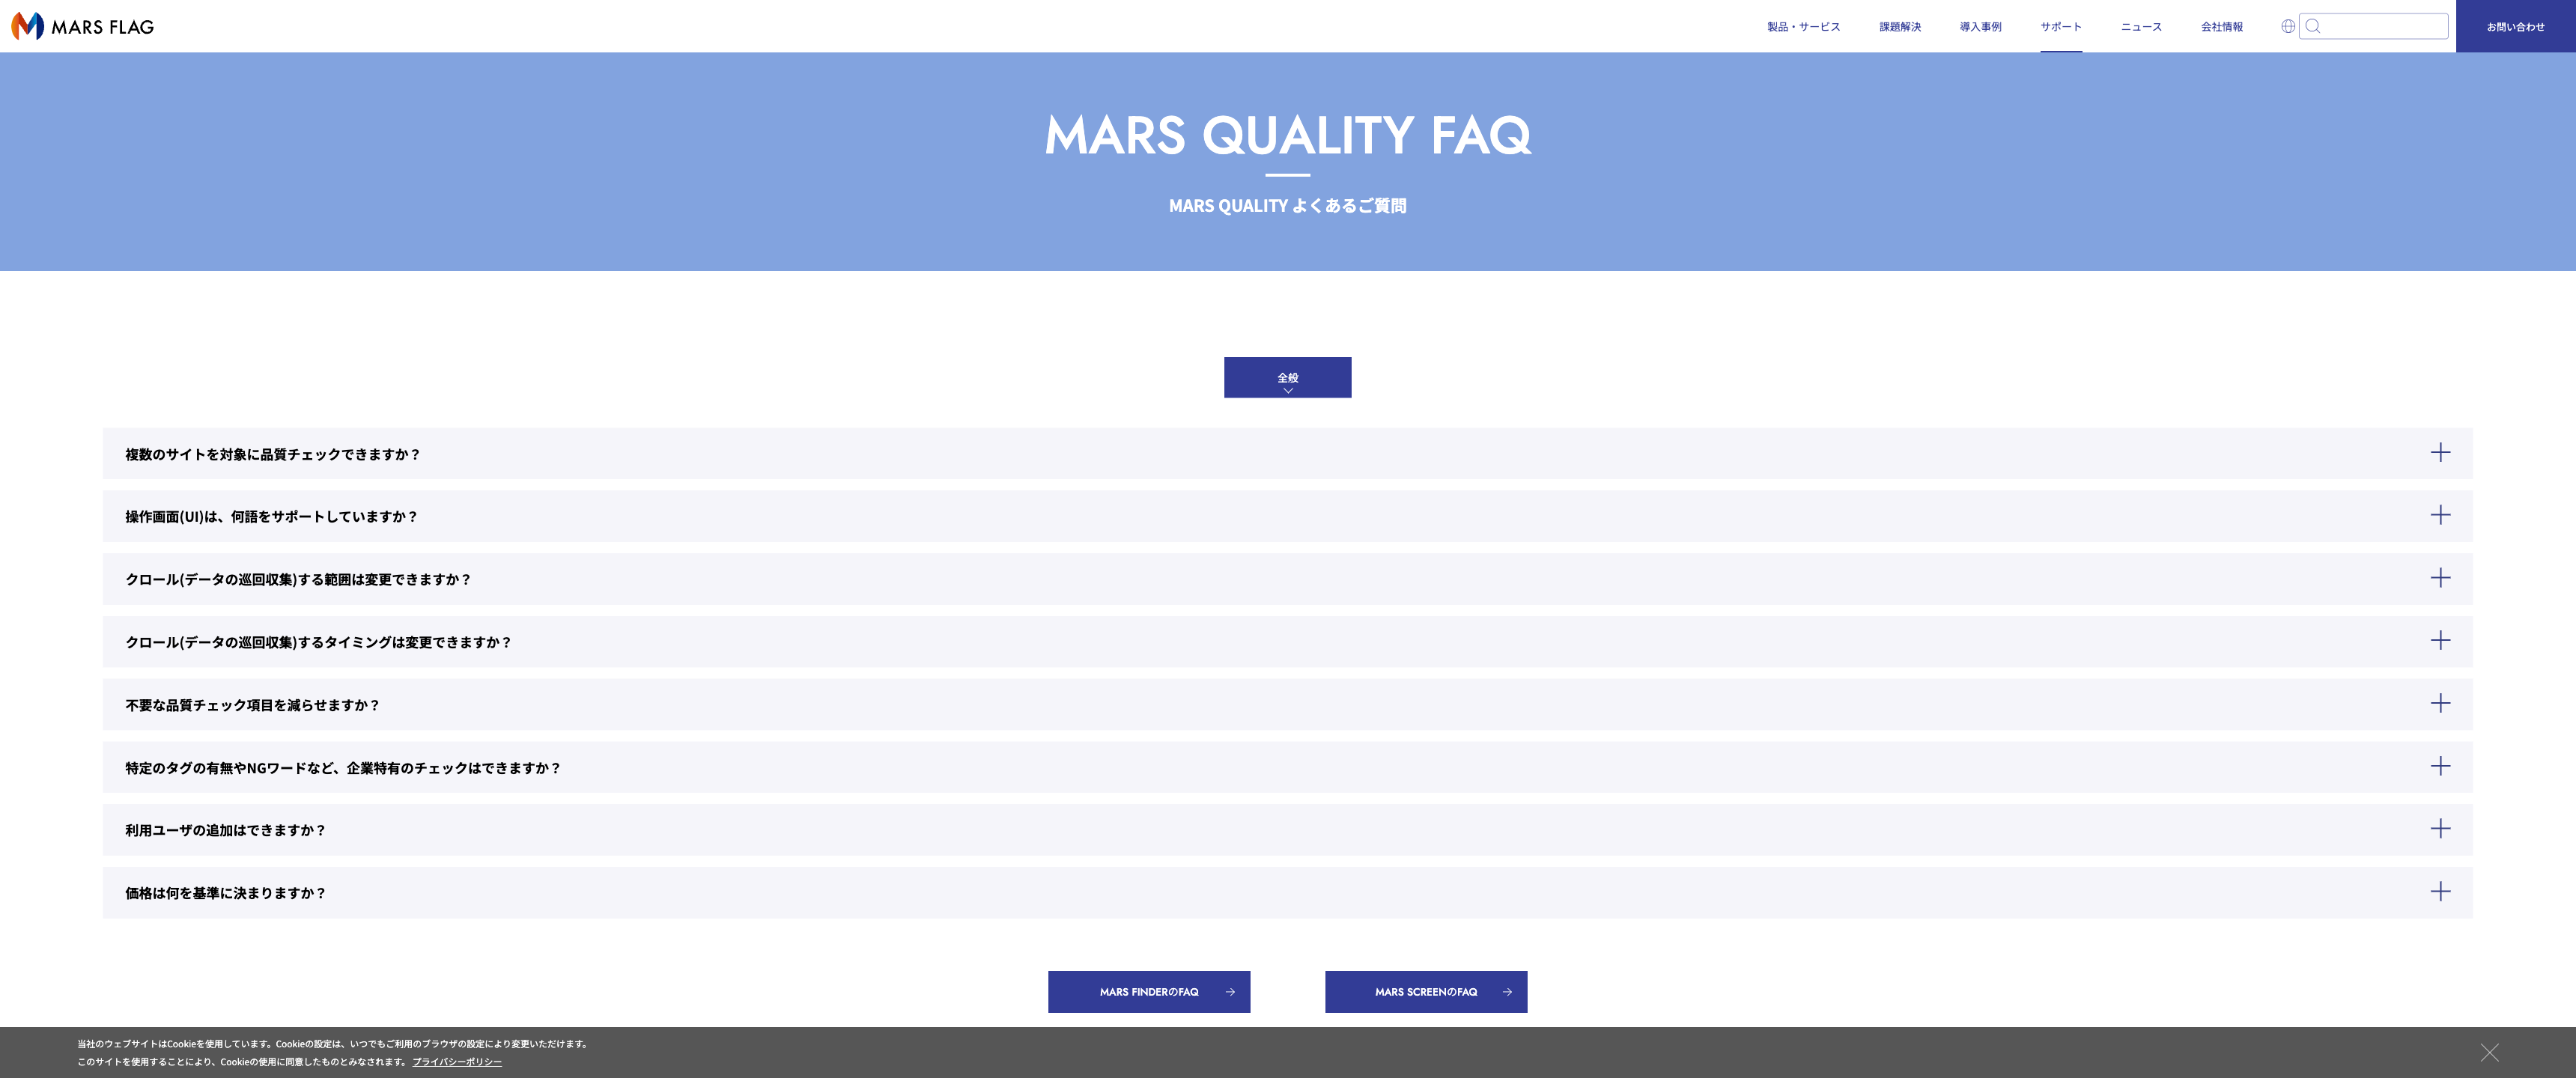 MARS FLAG
製品・サービス 課題解決 導入事例 サポート ニュース 会社情報 お問い合わせ
MARS QUALITY FAQ
MARS QUALITY よくあるご質問
全般
複数のサイトを対象に品質チェックできますか？
操作画面(UI)は、何語をサポートしていますか？
クロール(データの巡回収集)する範囲は変更できますか？
クロール(データの巡回収集)するタイミングは変更できますか？
不要な品質チェック項目を減らせますか？
特定のタグの有無やNGワードなど、企業特有のチェックはできますか？
利用ユーザの追加はできますか？
価格は何を基準に決まりますか？
MARS FINDERのFAQ MARS SCREENのFAQ
当社のウェブサイトはCookieを使用しています。Cookieの設定は、いつでもご利用のブラウザの設定により変更いただけます。
このサイトを使用することにより、Cookieの使用に同意したものとみなされます。 プライバシーポリシー